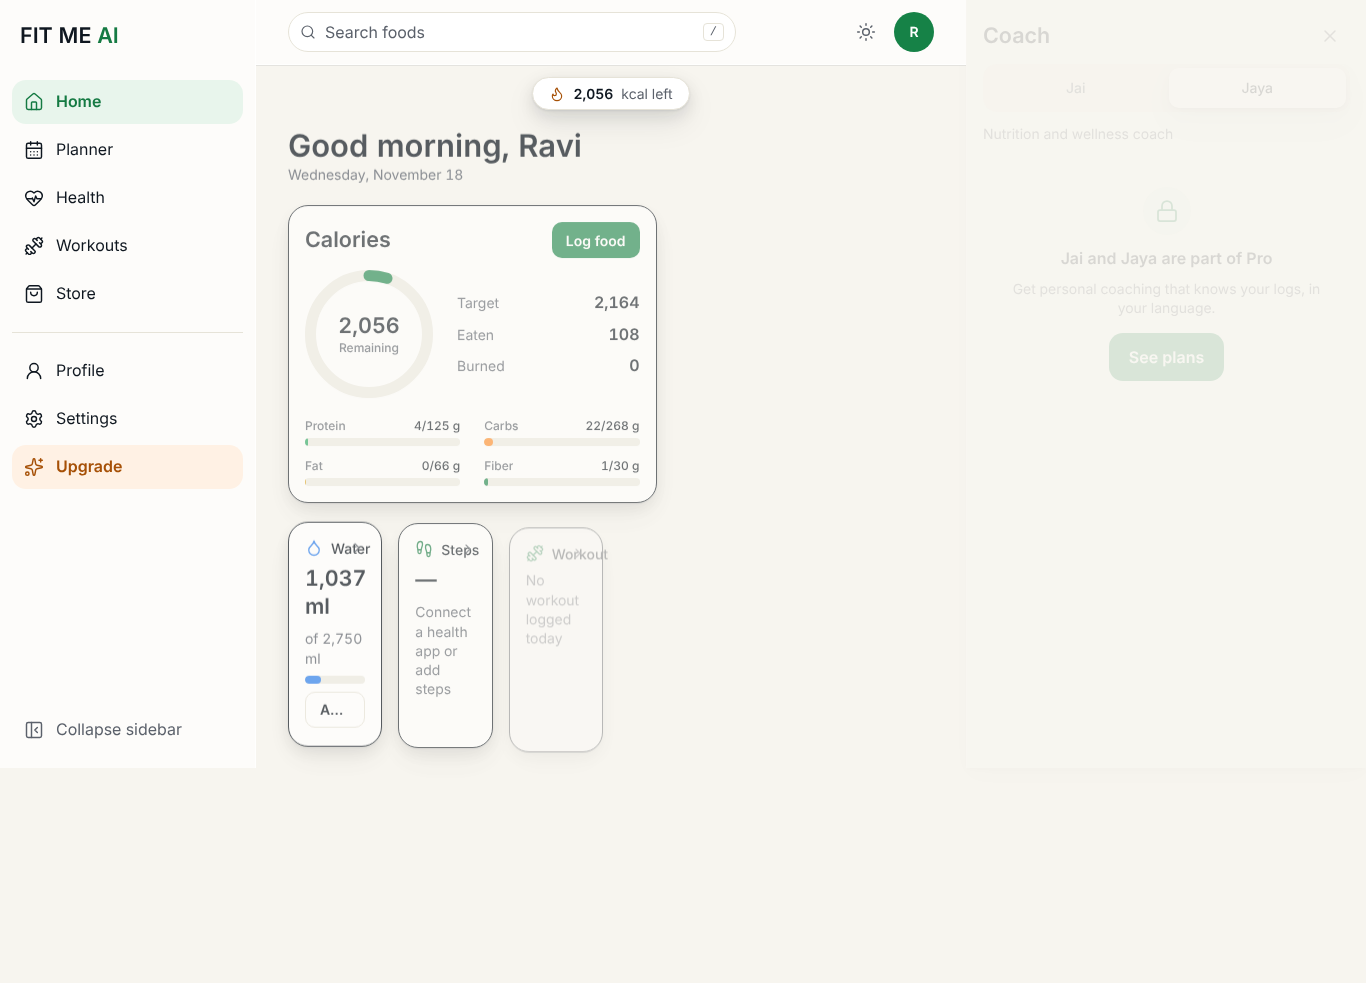 FIT ME AI
Home
Planner
Health
Workouts
Store
Profile
Settings
Upgrade
Collapse sidebar
Search foods
/
R
2,056 kcal left
Good morning, Ravi
Wednesday, November 18
Calories
Log food
2,056
Remaining
Target 2,164
Eaten 108
Burned 0
Protein 4/125 g
Carbs 22/268 g
Fat 0/66 g
Fiber 1/30 g
Water
1,037
ml
of 2,750
ml
A...
Steps
—
Connect
a health
app or
add
steps
Workout
No
workout
logged
today
Coach
Jai
Jaya
Nutrition and wellness coach
Jai and Jaya are part of Pro
Get personal coaching that knows your logs, in
your language.
See plans